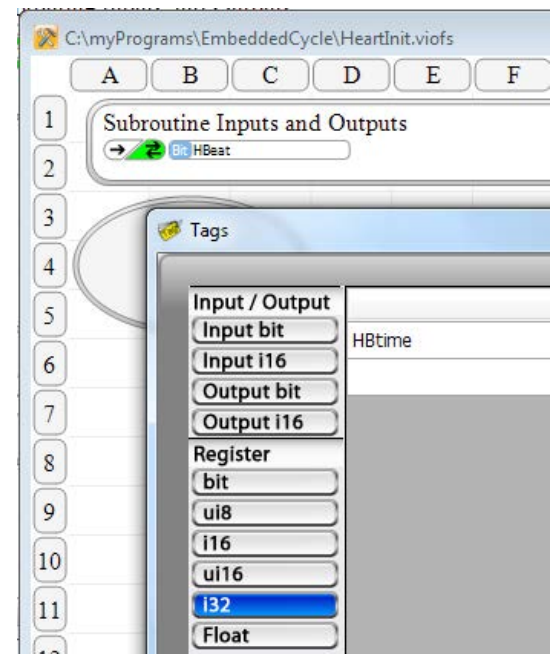 C:\myPrograms\EmbeddedCycle\HeartInit.viofs
A B C D E F
1
Subroutine Inputs and Outputs
Bit HBeat
2
3
Tags
4
5
Input / Output
Input bit
HBtime
6
Input i16
Output bit
7
Output i16
Register
8
bit
9
ui8
i16
10
ui16
11
i32
Float